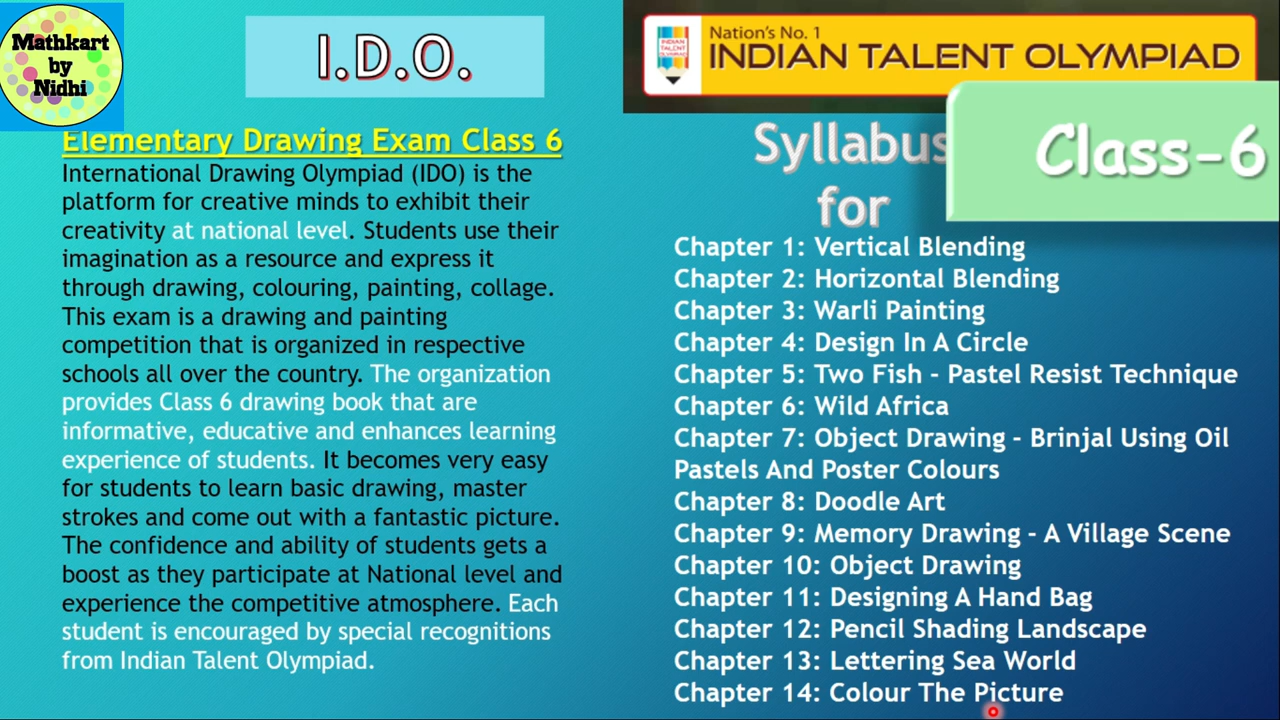 Mathkart
by
Nidhi
I.D.O.
Nation's No. 1
INDIAN TALENT OLYMPIAD
INDIAN
TALENT
OLYMPIAD
Elementary Drawing Exam Class 6
International Drawing Olympiad (IDO) is the
platform for creative minds to exhibit their
creativity at national level. Students use their
imagination as a resource and express it
through drawing, colouring, painting, collage.
This exam is a drawing and painting
competition that is organized in respective
schools all over the country. The organization
provides Class 6 drawing book that are
informative, educative and enhances learning
experience of students. It becomes very easy
for students to learn basic drawing, master
strokes and come out with a fantastic picture.
The confidence and ability of students gets a
boost as they participate at National level and
experience the competitive atmosphere. Each
student is encouraged by special recognitions
from Indian Talent Olympiad.
Syllabus
for
Class-6
Chapter 1: Vertical Blending
Chapter 2: Horizontal Blending
Chapter 3: Warli Painting
Chapter 4: Design In A Circle
Chapter 5: Two Fish - Pastel Resist Technique
Chapter 6: Wild Africa
Chapter 7: Object Drawing - Brinjal Using Oil
Pastels And Poster Colours
Chapter 8: Doodle Art
Chapter 9: Memory Drawing - A Village Scene
Chapter 10: Object Drawing
Chapter 11: Designing A Hand Bag
Chapter 12: Pencil Shading Landscape
Chapter 13: Lettering Sea World
Chapter 14: Colour The Picture